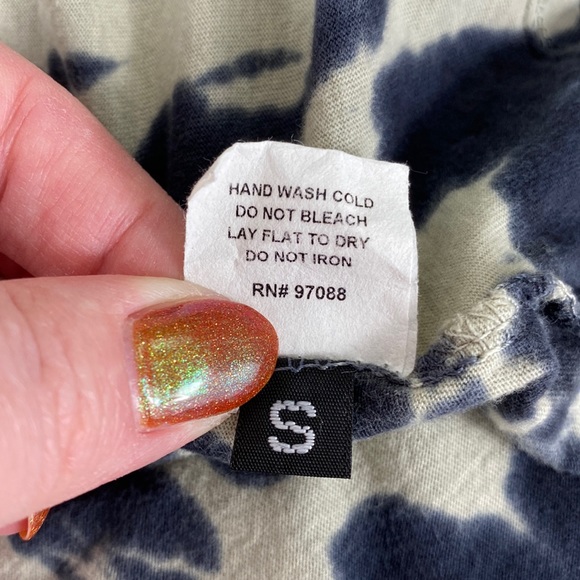 HAND WASH COLD
DO NOT BLEACH
LAY FLAT TO DRY
DO NOT IRON
RN# 97088
S